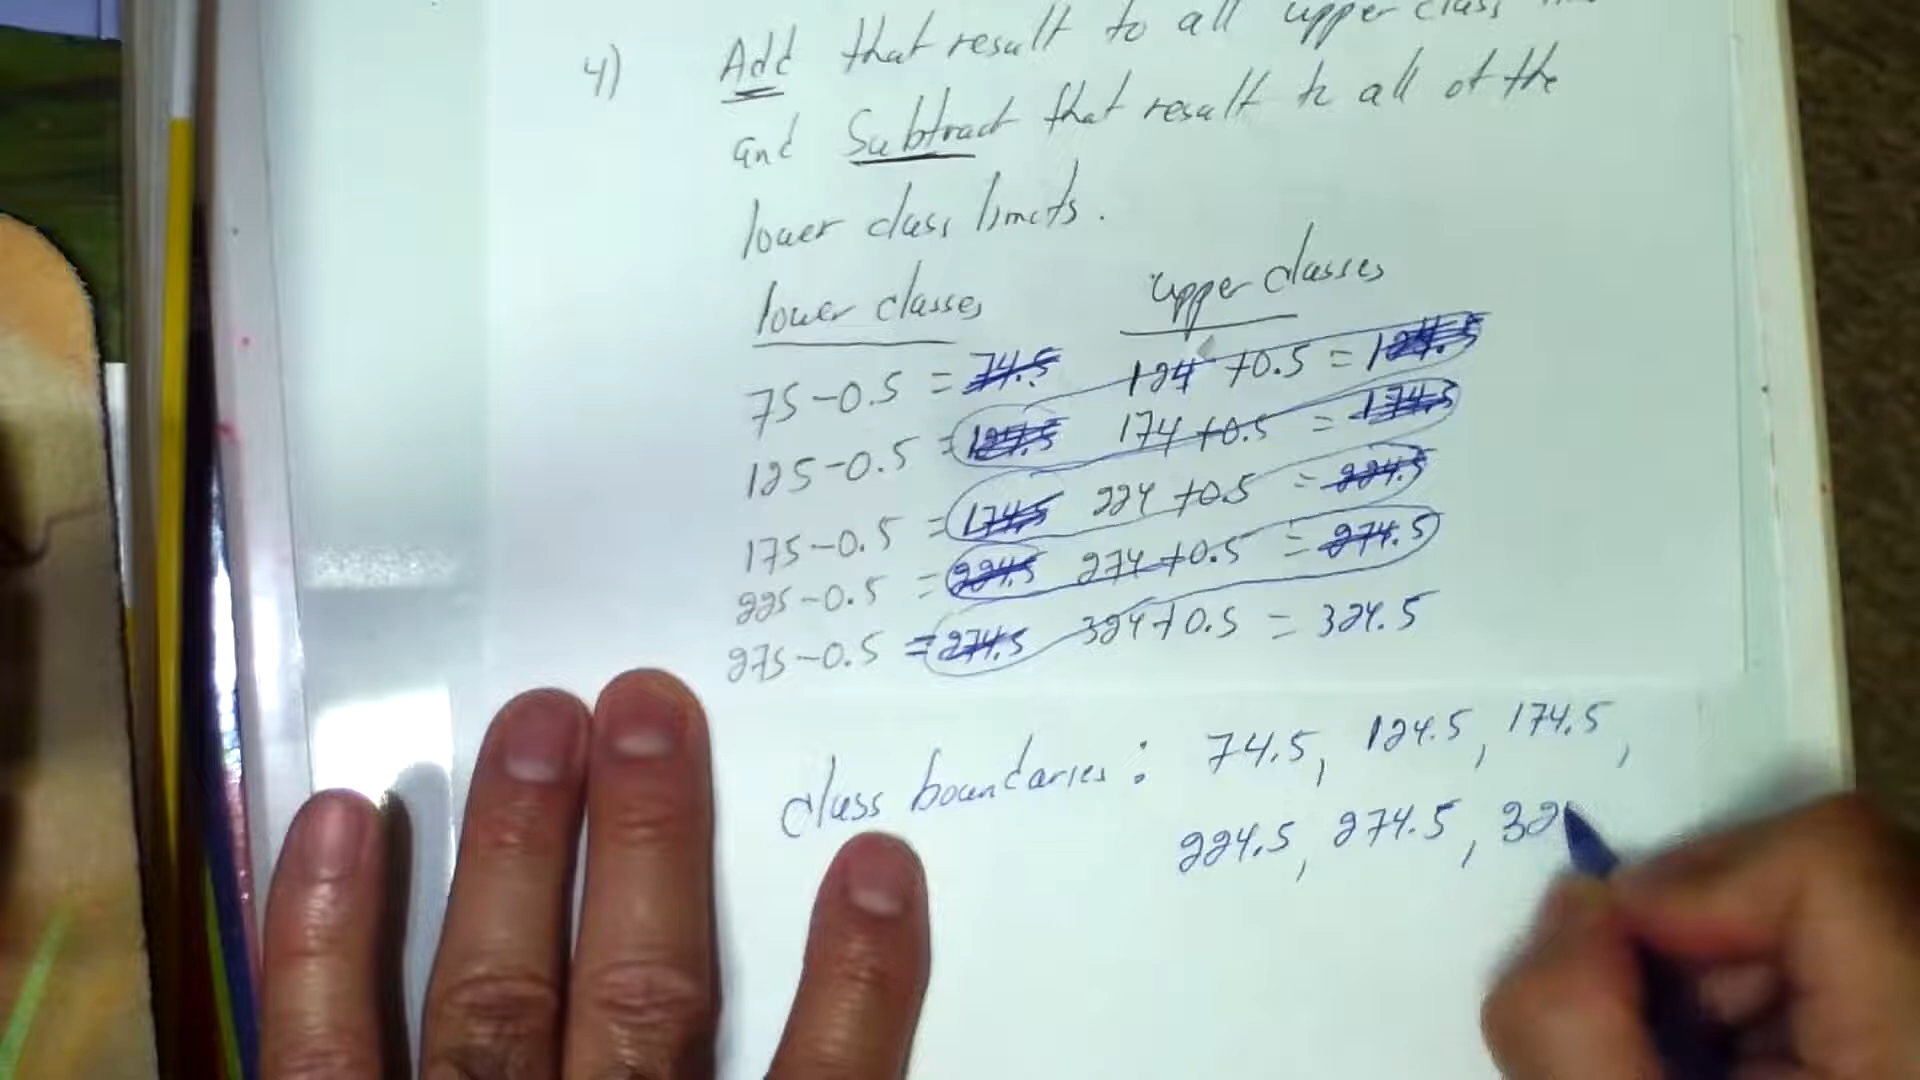 4) Add that result to all upper class
and Subtract that result to all of the
lower class limits.
lower classes upper classes
75-0.5 = 74.5 124 +0.5 = 124.5
125-0.5 = 124.5 174 +0.5 = 174.5
175-0.5 = 174.5 224 +0.5 = 224.5
225-0.5 = 224.5 274 +0.5 = 274.5
275-0.5 = 274.5 324+0.5 = 324.5
class boundaries: 74.5, 124.5, 174.5,
224.5, 274.5, 32